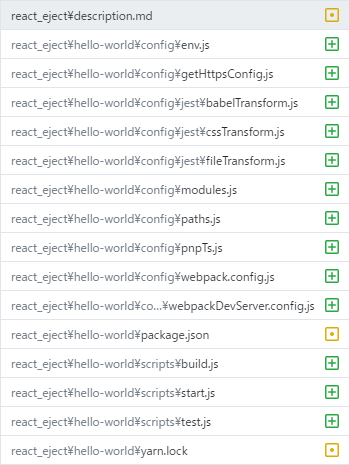 react_eject¥description.md
react_eject¥hello-world¥config¥env.js
react_eject¥hello-world¥config¥getHttpsConfig.js
react_eject¥hello-world¥config¥jest¥babelTransform.js
react_eject¥hello-world¥config¥jest¥cssTransform.js
react_eject¥hello-world¥config¥jest¥fileTransform.js
react_eject¥hello-world¥config¥modules.js
react_eject¥hello-world¥config¥paths.js
react_eject¥hello-world¥config¥pnpTs.js
react_eject¥hello-world¥config¥webpack.config.js
react_eject¥hello-world¥co...¥webpackDevServer.config.js
react_eject¥hello-world¥package.json
react_eject¥hello-world¥scripts¥build.js
react_eject¥hello-world¥scripts¥start.js
react_eject¥hello-world¥scripts¥test.js
react_eject¥hello-world¥yarn.lock